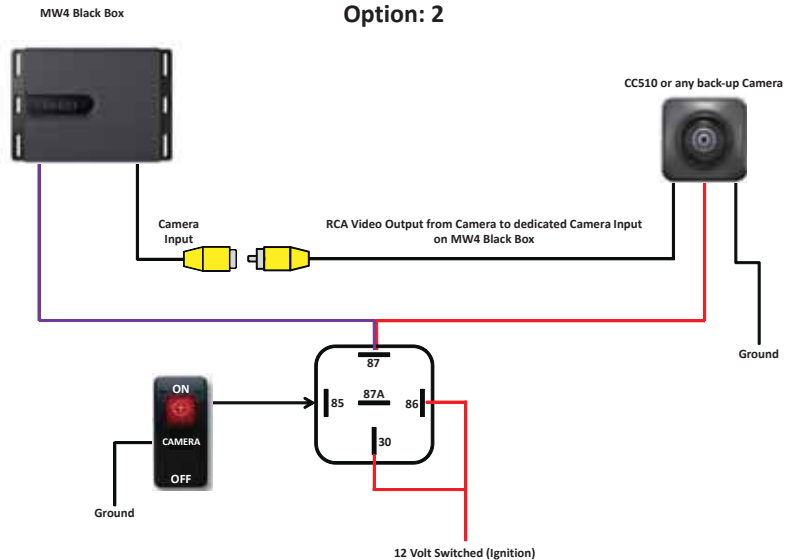 Option: 2
MW4 Black Box
CC510 or any back-up Camera
Camera
Input
RCA Video Output from Camera to dedicated Camera Input
on MW4 Black Box
Ground
87
87A
85
86
30
ON
CAMERA
OFF
Ground
12 Volt Switched (Ignition)